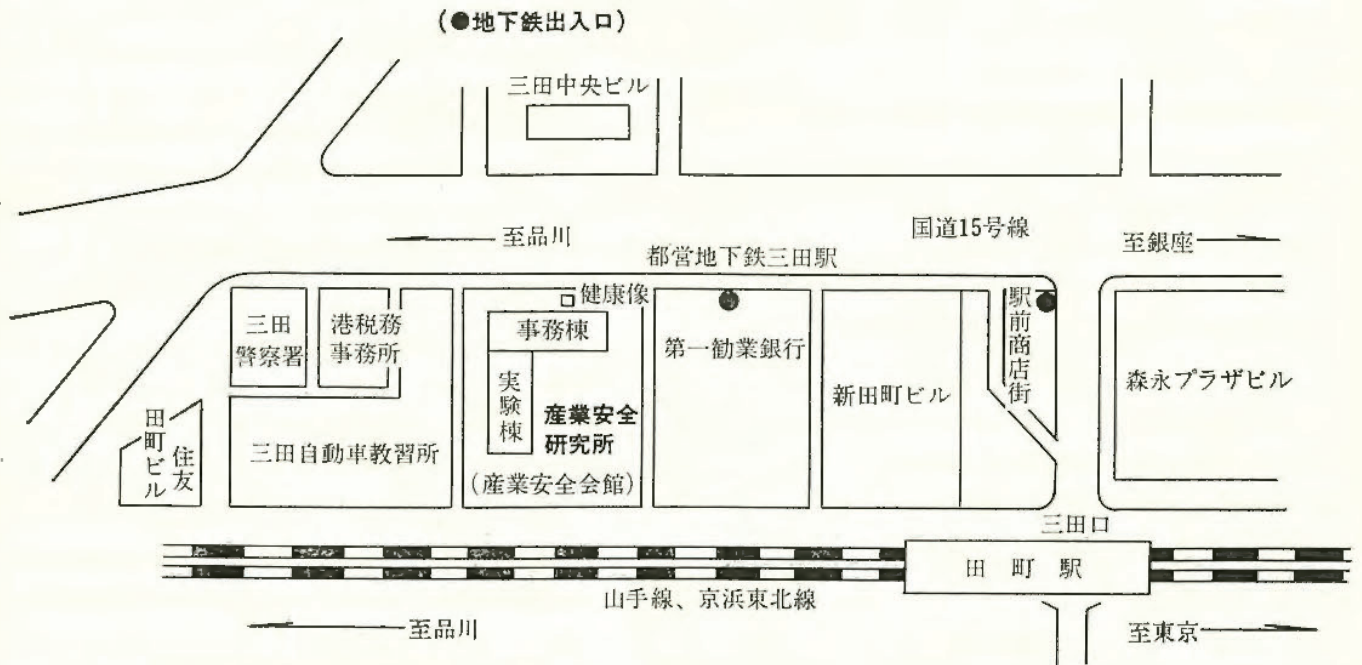 (●地下鉄出入口)
三田中央ビル
国道15号線
至品川
至銀座
都営地下鉄三田駅
健康像
駅前商店街
三田
警察署
港税務
事務所
事務棟
第一勧業銀行
実験棟
産業安全
研究所
新田町ビル
森永プラザビル
住友
田町ビル
三田自動車教習所
(産業安全会館)
三田口
田町駅
山手線、京浜東北線
至品川
至東京